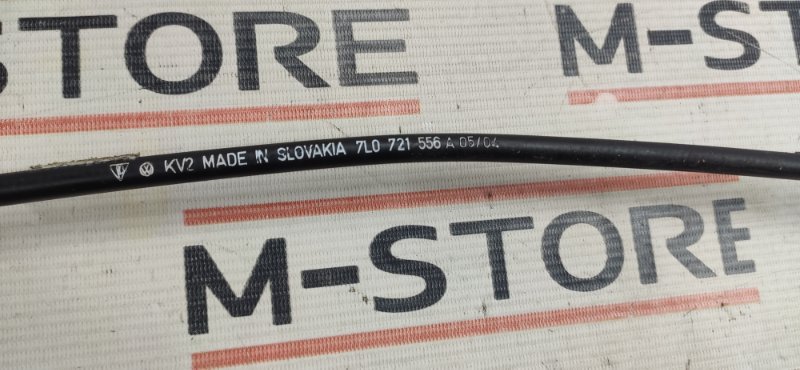 STORE
M-ST
KV2 MADE IN SLOVAKIA 7L0 721 556 A 05/04
M-STORE